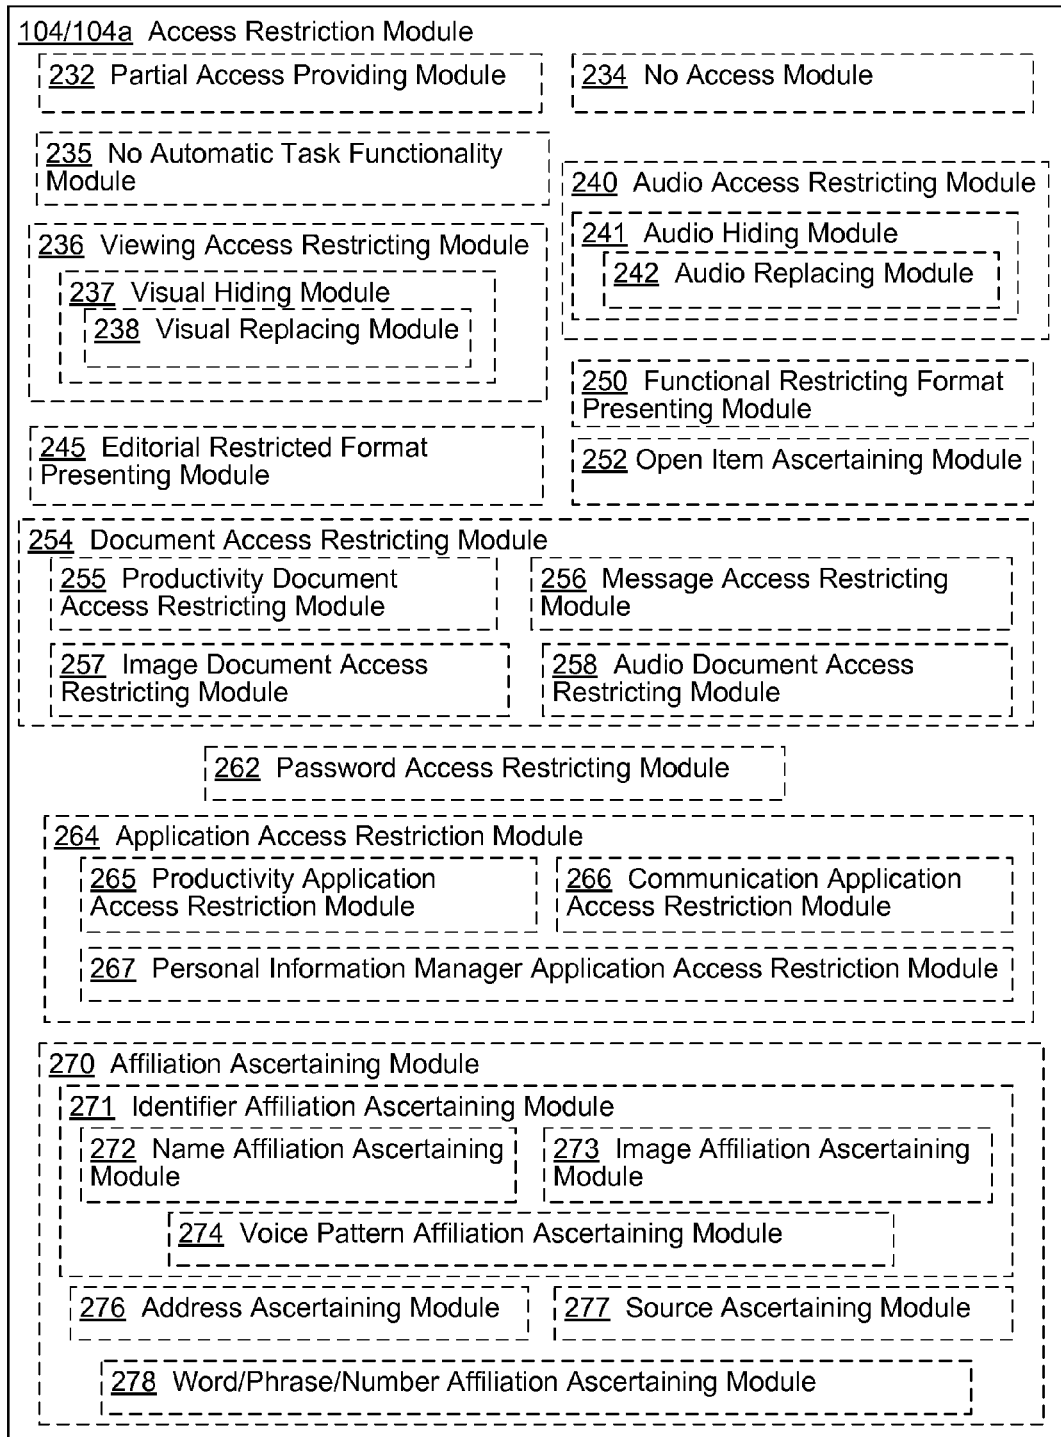 104/104a Access Restriction Module
232 Partial Access Providing Module
234 No Access Module
235 No Automatic Task Functionality
Module
240 Audio Access Restricting Module
241 Audio Hiding Module
242 Audio Replacing Module
236 Viewing Access Restricting Module
237 Visual Hiding Module
238 Visual Replacing Module
250 Functional Restricting Format
Presenting Module
245 Editorial Restricted Format
Presenting Module
252 Open Item Ascertaining Module
254 Document Access Restricting Module
255 Productivity Document
Access Restricting Module
256 Message Access Restricting
Module
257 Image Document Access
Restricting Module
258 Audio Document Access
Restricting Module
262 Password Access Restricting Module
264 Application Access Restriction Module
265 Productivity Application
Access Restriction Module
266 Communication Application
Access Restriction Module
267 Personal Information Manager Application Access Restriction Module
270 Affiliation Ascertaining Module
271 Identifier Affiliation Ascertaining Module
272 Name Affiliation Ascertaining
Module
273 Image Affiliation Ascertaining
Module
274 Voice Pattern Affiliation Ascertaining Module
276 Address Ascertaining Module
277 Source Ascertaining Module
278 Word/Phrase/Number Affiliation Ascertaining Module